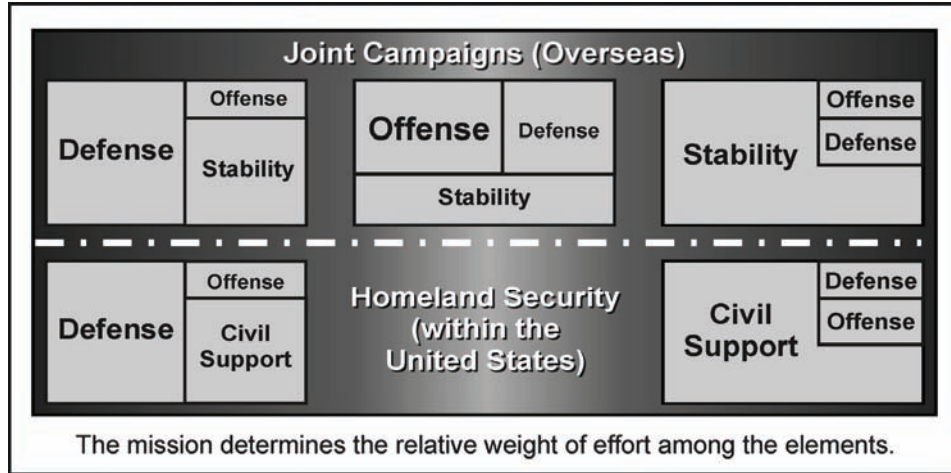 Joint Campaigns (Overseas)
Defense
Offense
Stability
Offense
Defense
Stability
Stability
Offense
Defense
Defense
Offense
Civil
Support
Homeland Security
(within the
United States)
Civil
Support
Defense
Offense
The mission determines the relative weight of effort among the elements.